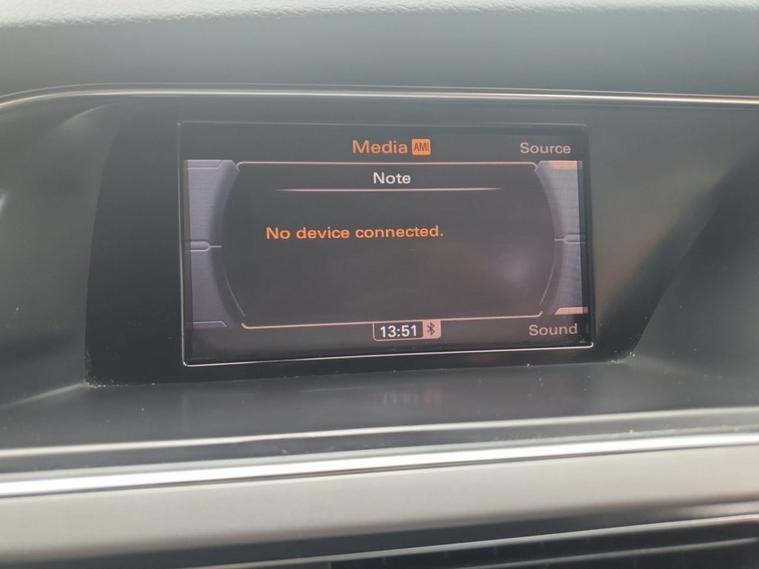 Media AMI
Source
Note
No device connected.
13:51
Sound